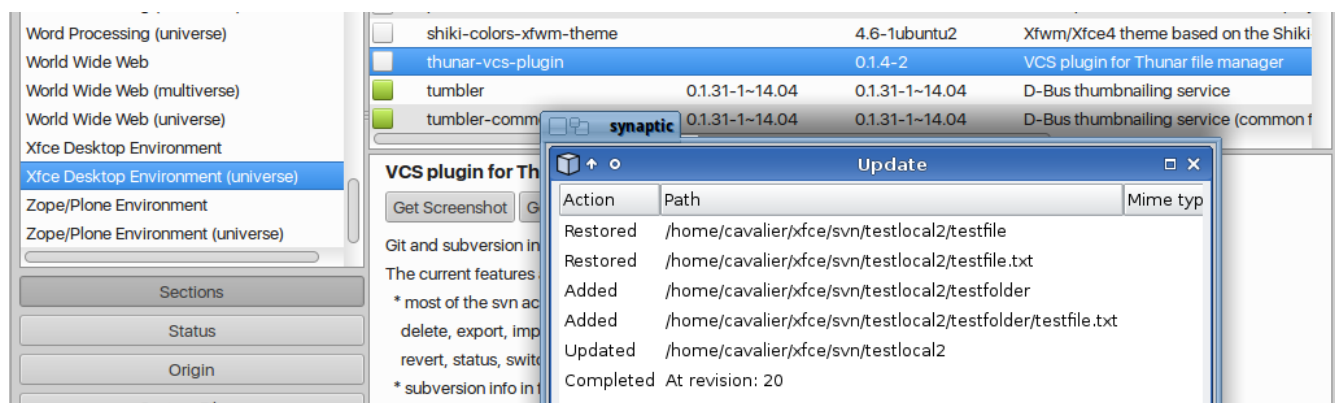 Word Processing (universe)
World Wide Web
World Wide Web (multiverse)
World Wide Web (universe)
Xfce Desktop Environment
Xfce Desktop Environment (universe)
Zope/Plone Environment
Zope/Plone Environment (universe)
Sections
Status
Origin
shiki-colors-xfwm-theme 4.6-1ubuntu2 Xfwm/Xfce4 theme based on the Shiki
thunar-vcs-plugin 0.1.4-2 VCS plugin for Thunar file manager
tumbler 0.1.31-1~14.04 0.1.31-1~14.04 D-Bus thumbnailing service
tumbler-comm 0.1.31-1~14.04 0.1.31-1~14.04 D-Bus thumbnailing service (common f
VCS plugin for Th
Get Screenshot G
Git and subversion in
The current features
* most of the svn ac
delete, export, imp
revert, status, swit
* subversion info in f
synaptic
Update
Action Path Mime typ
Restored /home/cavalier/xfce/svn/testlocal2/testfile
Restored /home/cavalier/xfce/svn/testlocal2/testfile.txt
Added /home/cavalier/xfce/svn/testlocal2/testfolder
Added /home/cavalier/xfce/svn/testlocal2/testfolder/testfile.txt
Updated /home/cavalier/xfce/svn/testlocal2
Completed At revision: 20